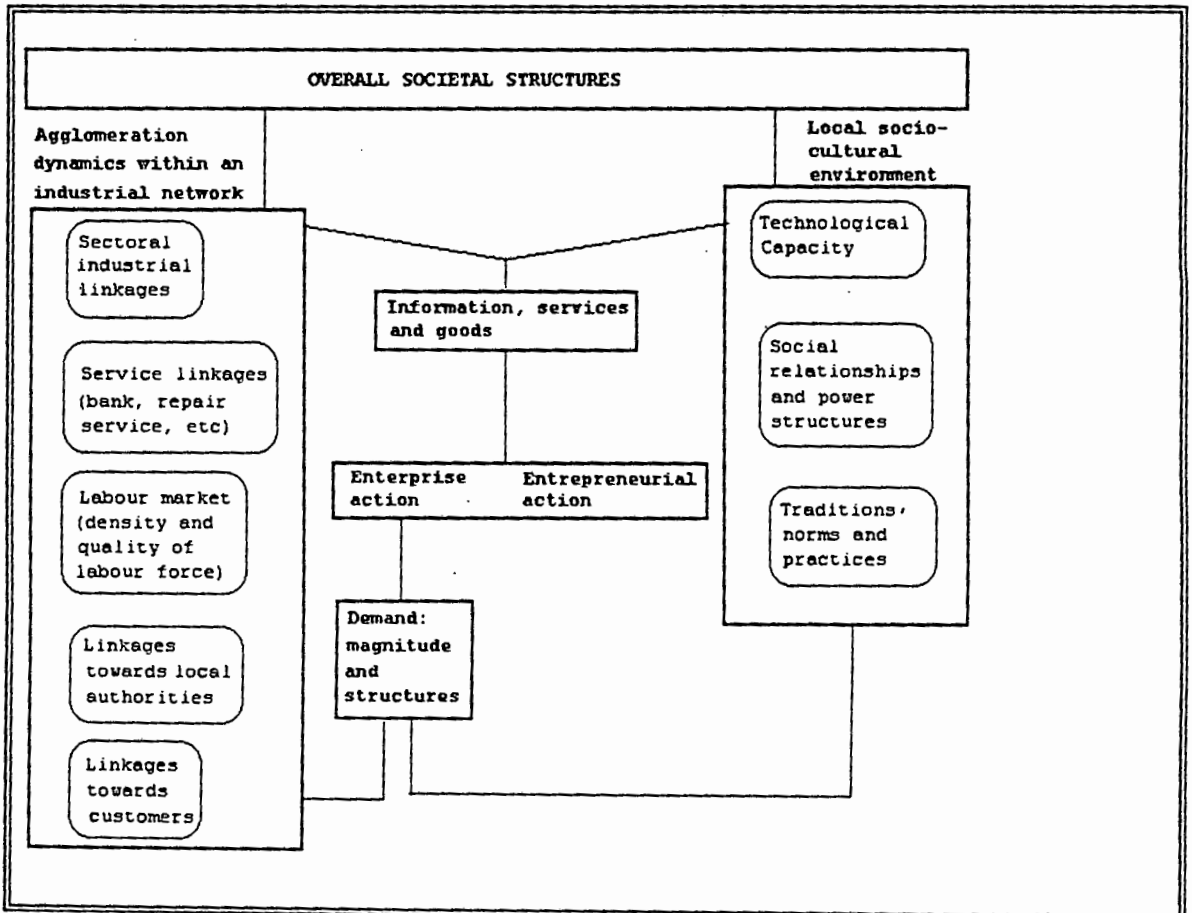 OVERALL SOCIETAL STRUCTURES
Agglomeration
dynamics within an
industrial network
Sectoral
industrial
linkages
Service linkages
(bank, repair
service, etc)
Labour market
(density and
quality of
labour force)
Linkages
towards local
authorities
Linkages
towards
customers
Information, services
and goods
Enterprise
action
Entrepreneurial
action
Demand:
magnitude
and
structures
Local socio-
cultural
environment
Technological
Capacity
Social
relationships
and power
structures
Traditions,
norms and
practices